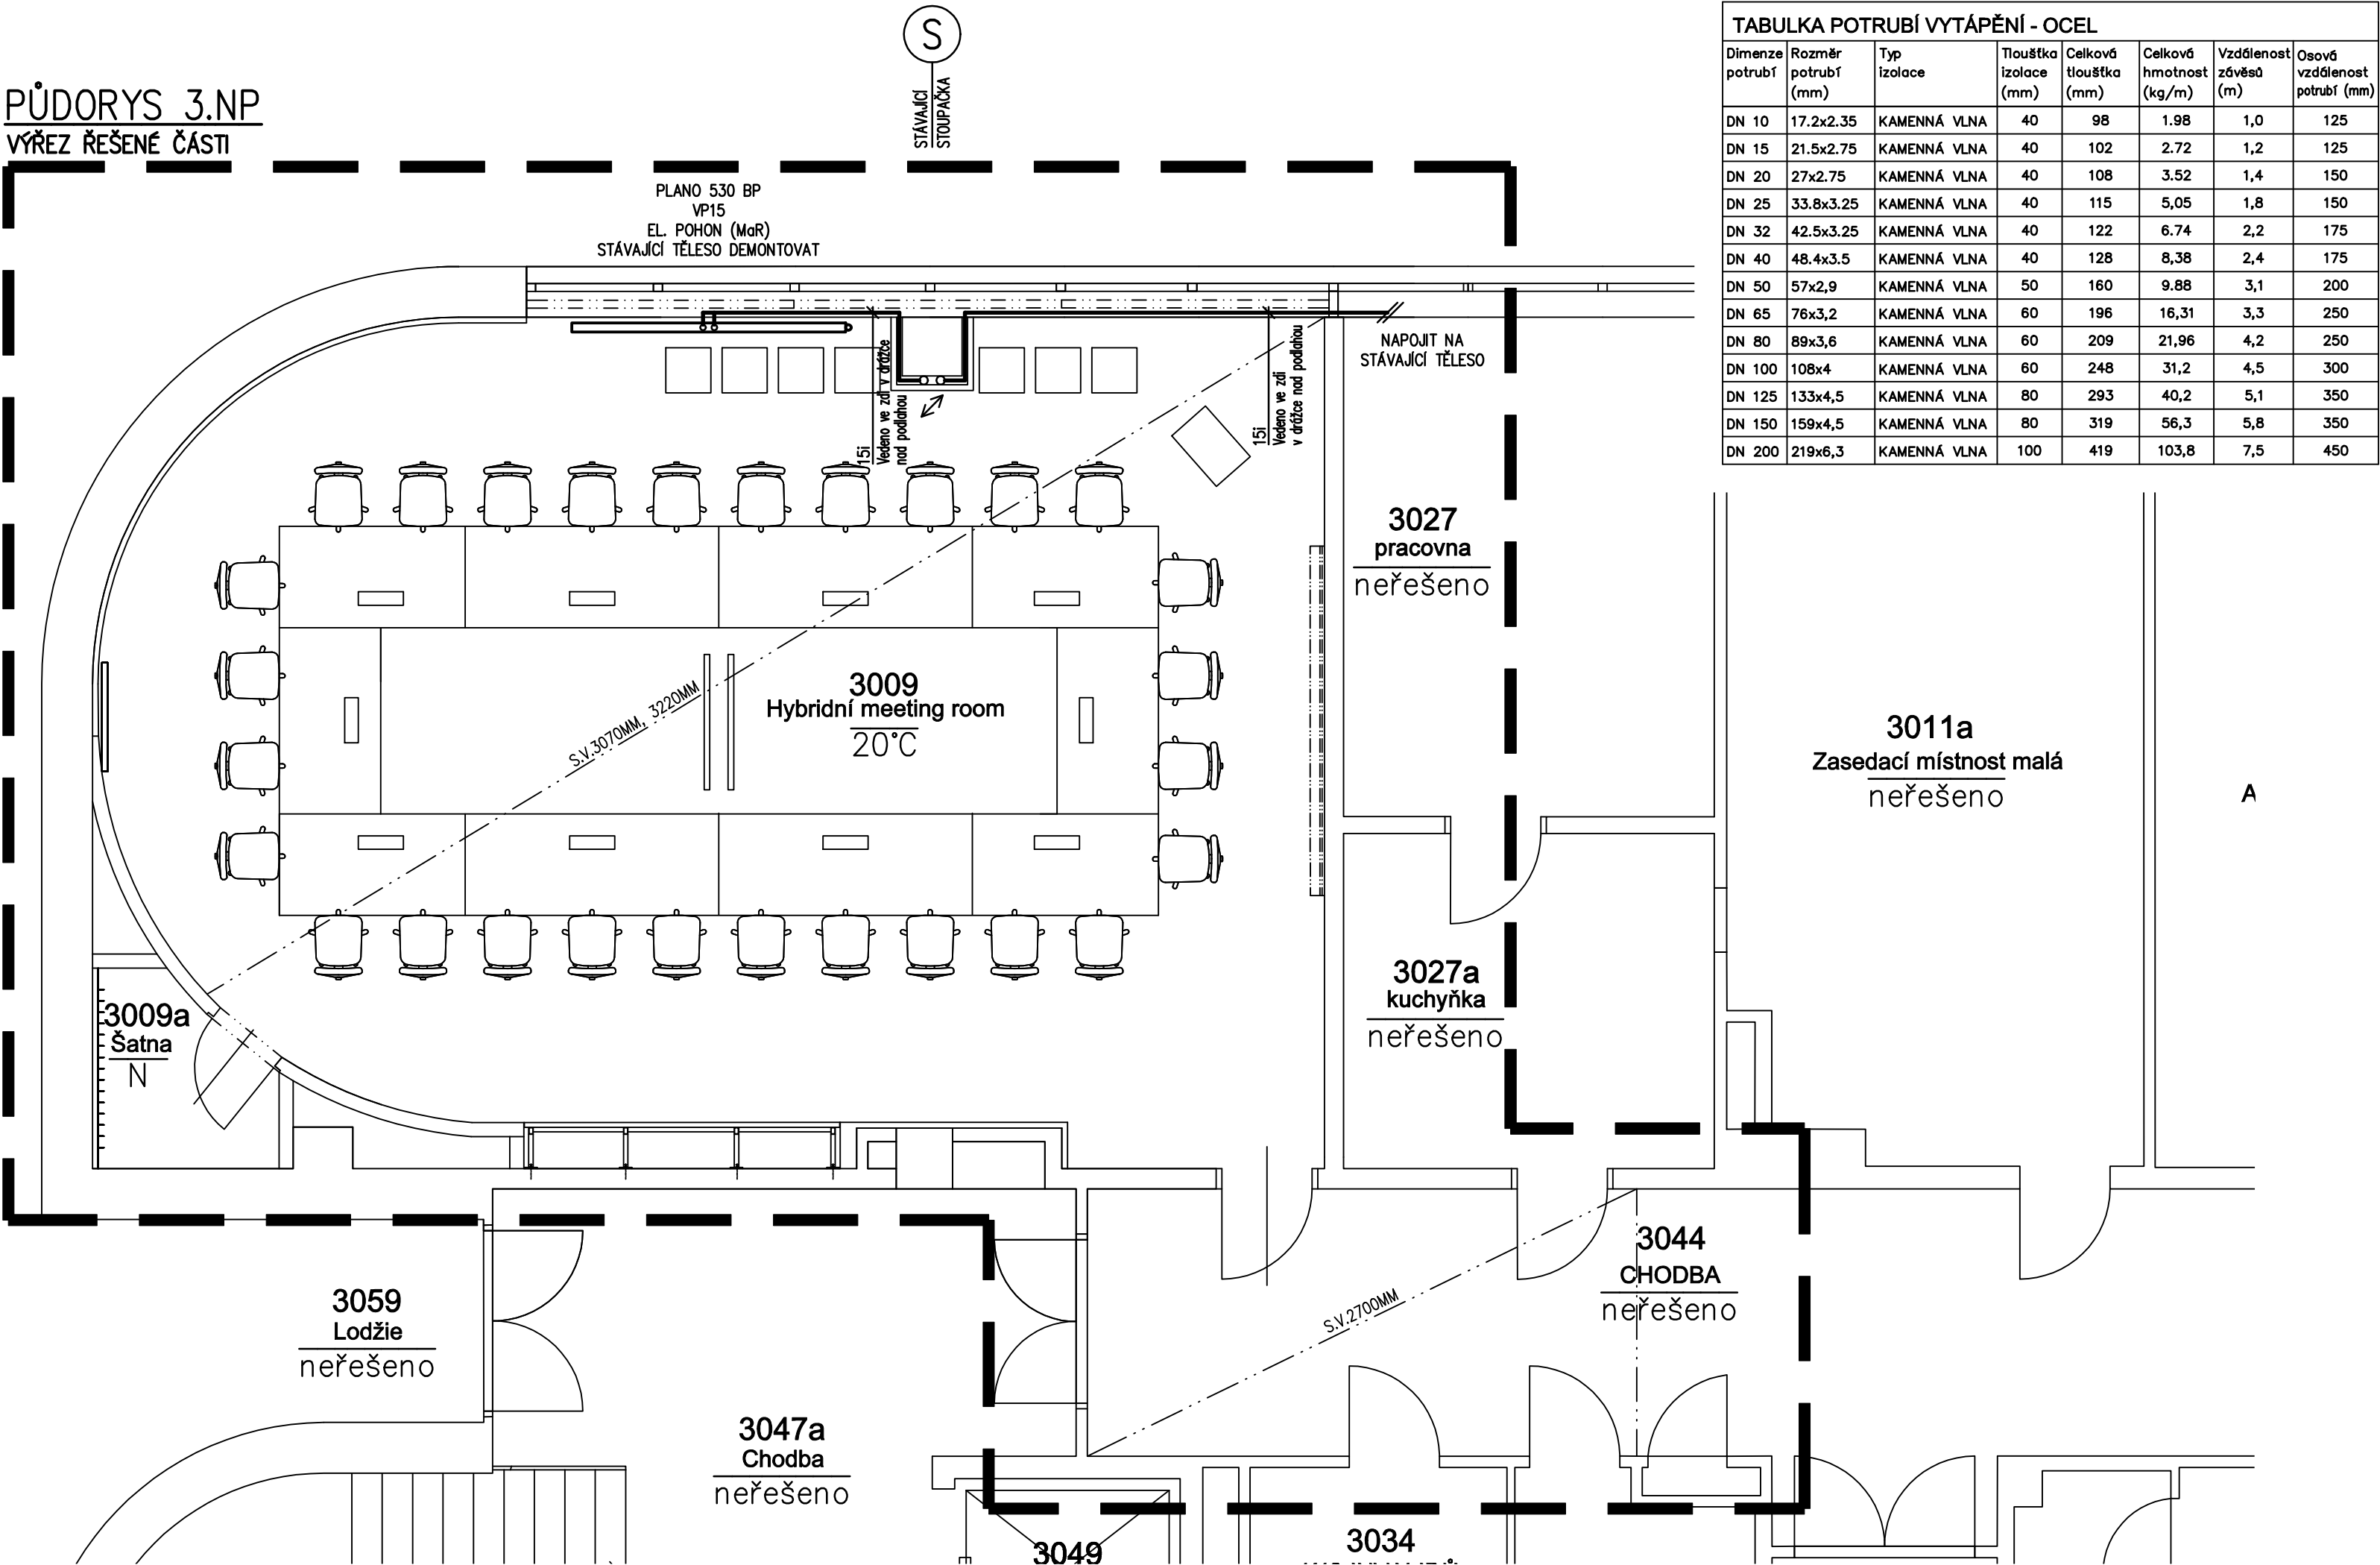 PŮDORYS 3.NP
VÝŘEZ ŘEŠENÉ ČÁSTI
S
STÁVAJÍCÍ
STOUPAČKA
PLANO 530 BP
VP15
EL. POHON (MaR)
STÁVAJÍCÍ TĚLESO DEMONTOVAT
NAPOJIT NA
STÁVAJÍCÍ TĚLESO
15i
Vedeno ve zdi v drážce
nad podlahou
15i
Vedeno ve zdi
v drážce nad podlahou
TABULKA POTRUBÍ VYTÁPĚNÍ - OCEL
Dimenze potrubí | Rozměr potrubí (mm) | Typ izolace | Tloušťka izolace (mm) | Celková tloušťka (mm) | Celková hmotnost (kg/m) | Vzdálenost závěsů (m) | Osová vzdálenost potrubí (mm)
DN 10 17.2x2.35 KAMENNÁ VLNA 40 98 1.98 1,0 125
DN 15 21.5x2.75 KAMENNÁ VLNA 40 102 2.72 1,2 125
DN 20 27x2.75 KAMENNÁ VLNA 40 108 3.52 1,4 150
DN 25 33.8x3.25 KAMENNÁ VLNA 40 115 5,05 1,8 150
DN 32 42.5x3.25 KAMENNÁ VLNA 40 122 6.74 2,2 175
DN 40 48.4x3.5 KAMENNÁ VLNA 40 128 8,38 2,4 175
DN 50 57x2,9 KAMENNÁ VLNA 50 160 9.88 3,1 200
DN 65 76x3,2 KAMENNÁ VLNA 60 196 16,31 3,3 250
DN 80 89x3,6 KAMENNÁ VLNA 60 209 21,96 4,2 250
DN 100 108x4 KAMENNÁ VLNA 60 248 31,2 4,5 300
DN 125 133x4,5 KAMENNÁ VLNA 80 293 40,2 5,1 350
DN 150 159x4,5 KAMENNÁ VLNA 80 319 56,3 5,8 350
DN 200 219x6,3 KAMENNÁ VLNA 100 419 103,8 7,5 450
3027
pracovna
neřešeno
S.V.3070MM, 3220MM
3009
Hybridní meeting room
20°C
3011a
Zasedací místnost malá
neřešeno
A
3027a
kuchyňka
neřešeno
3009a
Šatna
N
3044
CHODBA
neřešeno
S.V.2700MM
3059
Lodžie
neřešeno
3047a
Chodba
neřešeno
3049
3034